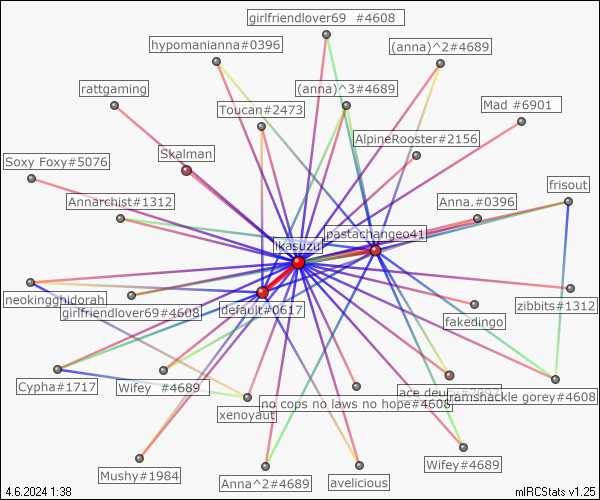 girlfriendlover69 #4608
hypomanianna#0396
(anna)^2#4689
rattgaming
(anna)^3#4689
Toucan#2473
Mad #6901
AlpineRooster#2156
Skalman
Soxy Foxy#5076
frisout
Annarchist#1312
Anna.#0396
pastachangeo41
ikasuzu
neokingghidorah
zibbits#1312
girlfriendlover69#4608
default#0617
fakedingo
Cypha#1717
Wifey #4689
ace deury#7097
ramshackle gorey#4608
no cops no laws no hope#4608
xenoyaut
Wifey#4689
Mushy#1984
Anna^2#4689
avelicious
4.6.2024 1:38
mIRCStats v1.25